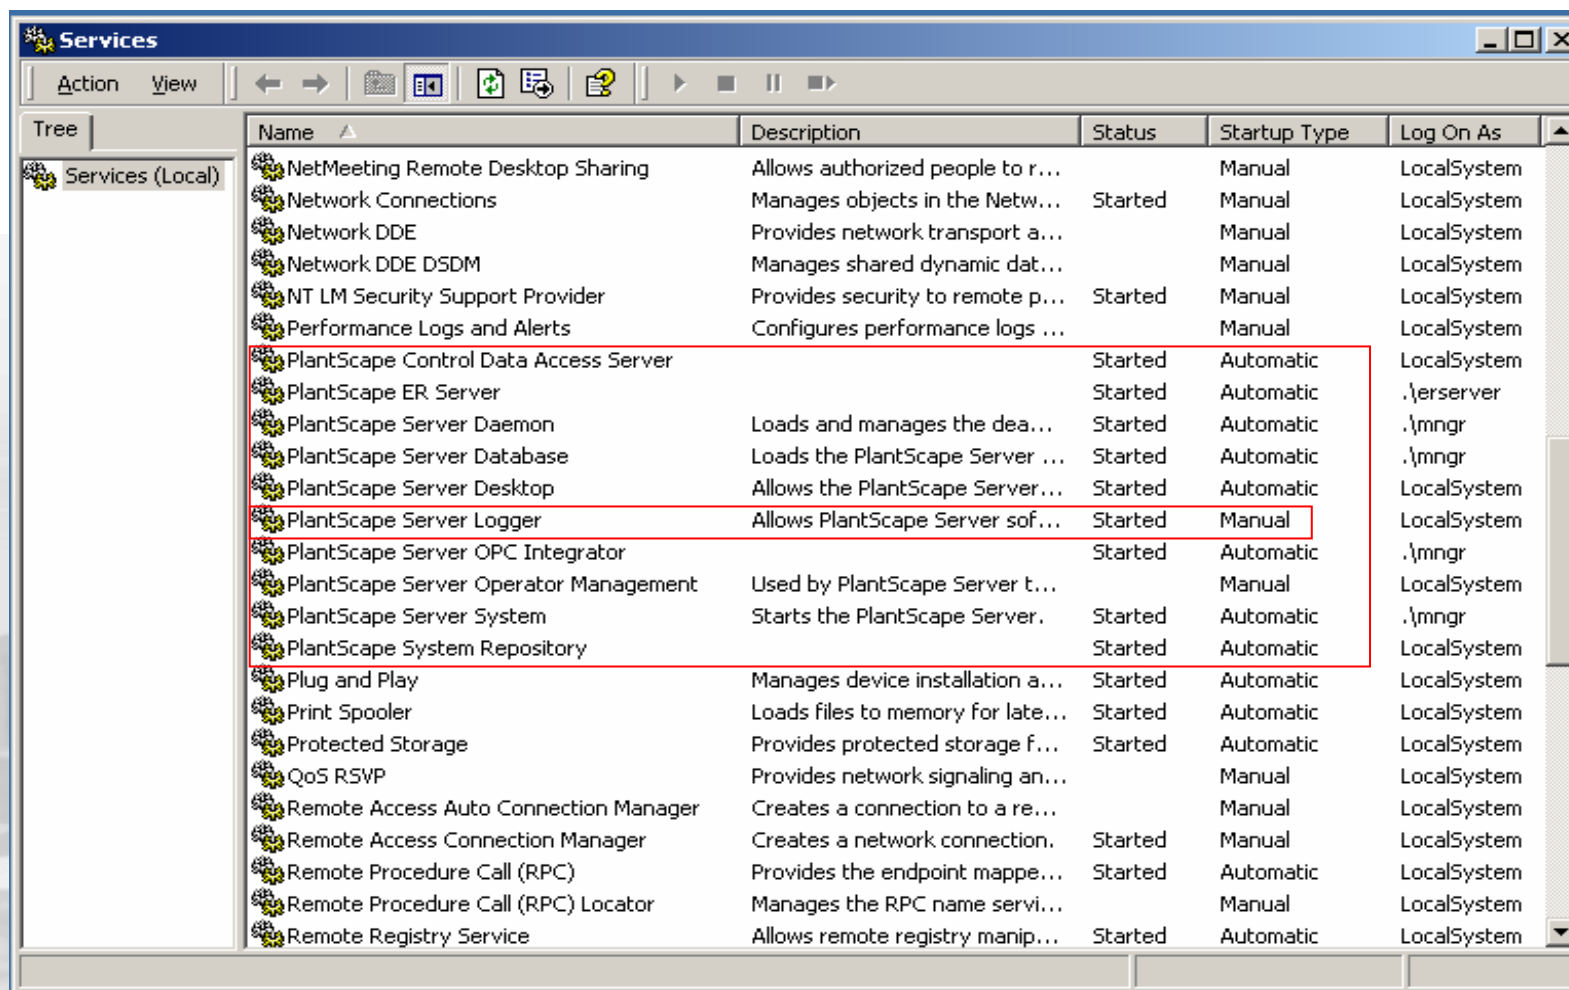 Services
Action View
Tree
Services (Local)
Name Description Status Startup Type Log On As
NetMeeting Remote Desktop Sharing Allows authorized people to r... Manual LocalSystem
Network Connections Manages objects in the Netw... Started Manual LocalSystem
Network DDE Provides network transport a... Manual LocalSystem
Network DDE DSDM Manages shared dynamic dat... Manual LocalSystem
NT LM Security Support Provider Provides security to remote p... Started Manual LocalSystem
Performance Logs and Alerts Configures performance logs ... Manual LocalSystem
PlantScape Control Data Access Server Started Automatic LocalSystem
PlantScape ER Server Started Automatic .\erserver
PlantScape Server Daemon Loads and manages the dea... Started Automatic .\mngr
PlantScape Server Database Loads the PlantScape Server ... Started Automatic .\mngr
PlantScape Server Desktop Allows the PlantScape Server... Started Automatic LocalSystem
PlantScape Server Logger Allows PlantScape Server sof... Started Manual LocalSystem
PlantScape Server OPC Integrator Started Automatic .\mngr
PlantScape Server Operator Management Used by PlantScape Server t... Manual LocalSystem
PlantScape Server System Starts the PlantScape Server. Started Automatic .\mngr
PlantScape System Repository Started Automatic LocalSystem
Plug and Play Manages device installation a... Started Automatic LocalSystem
Print Spooler Loads files to memory for late... Started Automatic LocalSystem
Protected Storage Provides protected storage f... Started Automatic LocalSystem
QoS RSVP Provides network signaling an... Manual LocalSystem
Remote Access Auto Connection Manager Creates a connection to a re... Manual LocalSystem
Remote Access Connection Manager Creates a network connection. Started Manual LocalSystem
Remote Procedure Call (RPC) Provides the endpoint mappe... Started Automatic LocalSystem
Remote Procedure Call (RPC) Locator Manages the RPC name servi... Manual LocalSystem
Remote Registry Service Allows remote registry manip... Started Automatic LocalSystem